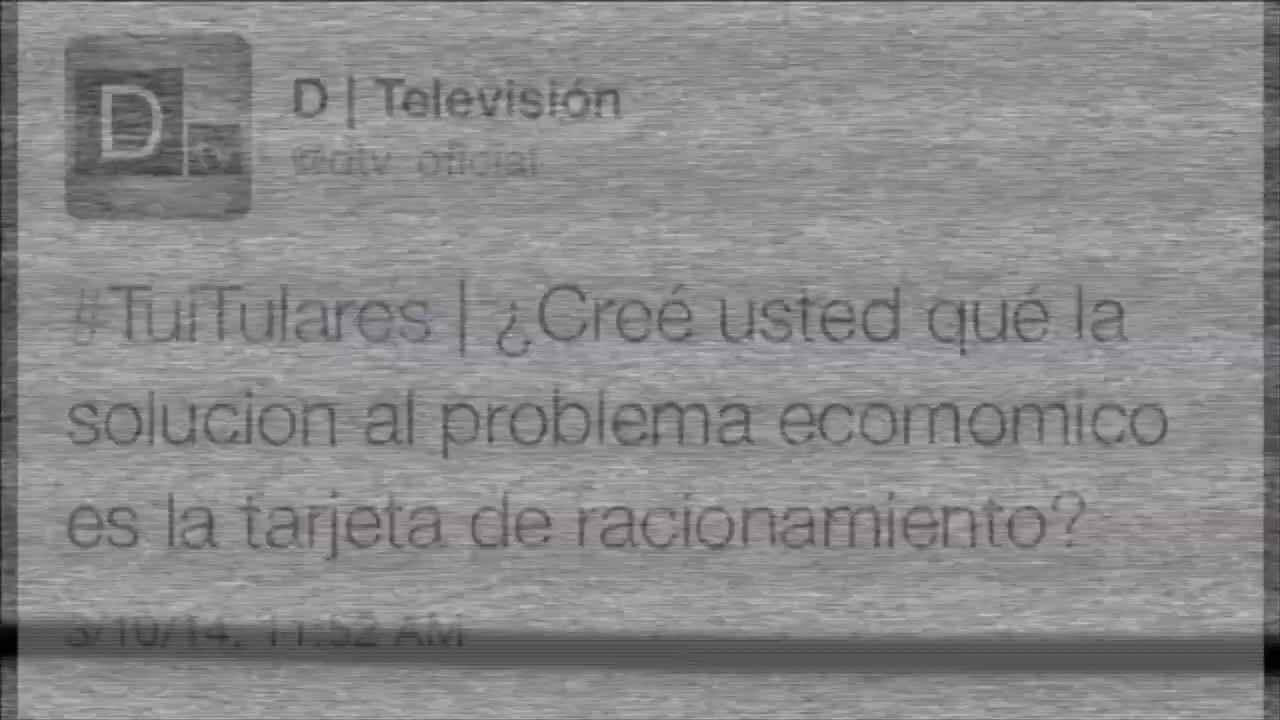 D tv
D | Televisión
@dtv_oficial
#TuiTulares | ¿Creé usted qué la
solucion al problema ecomomico
es la tarjeta de racionamiento?
3/10/14, 11:52 AM